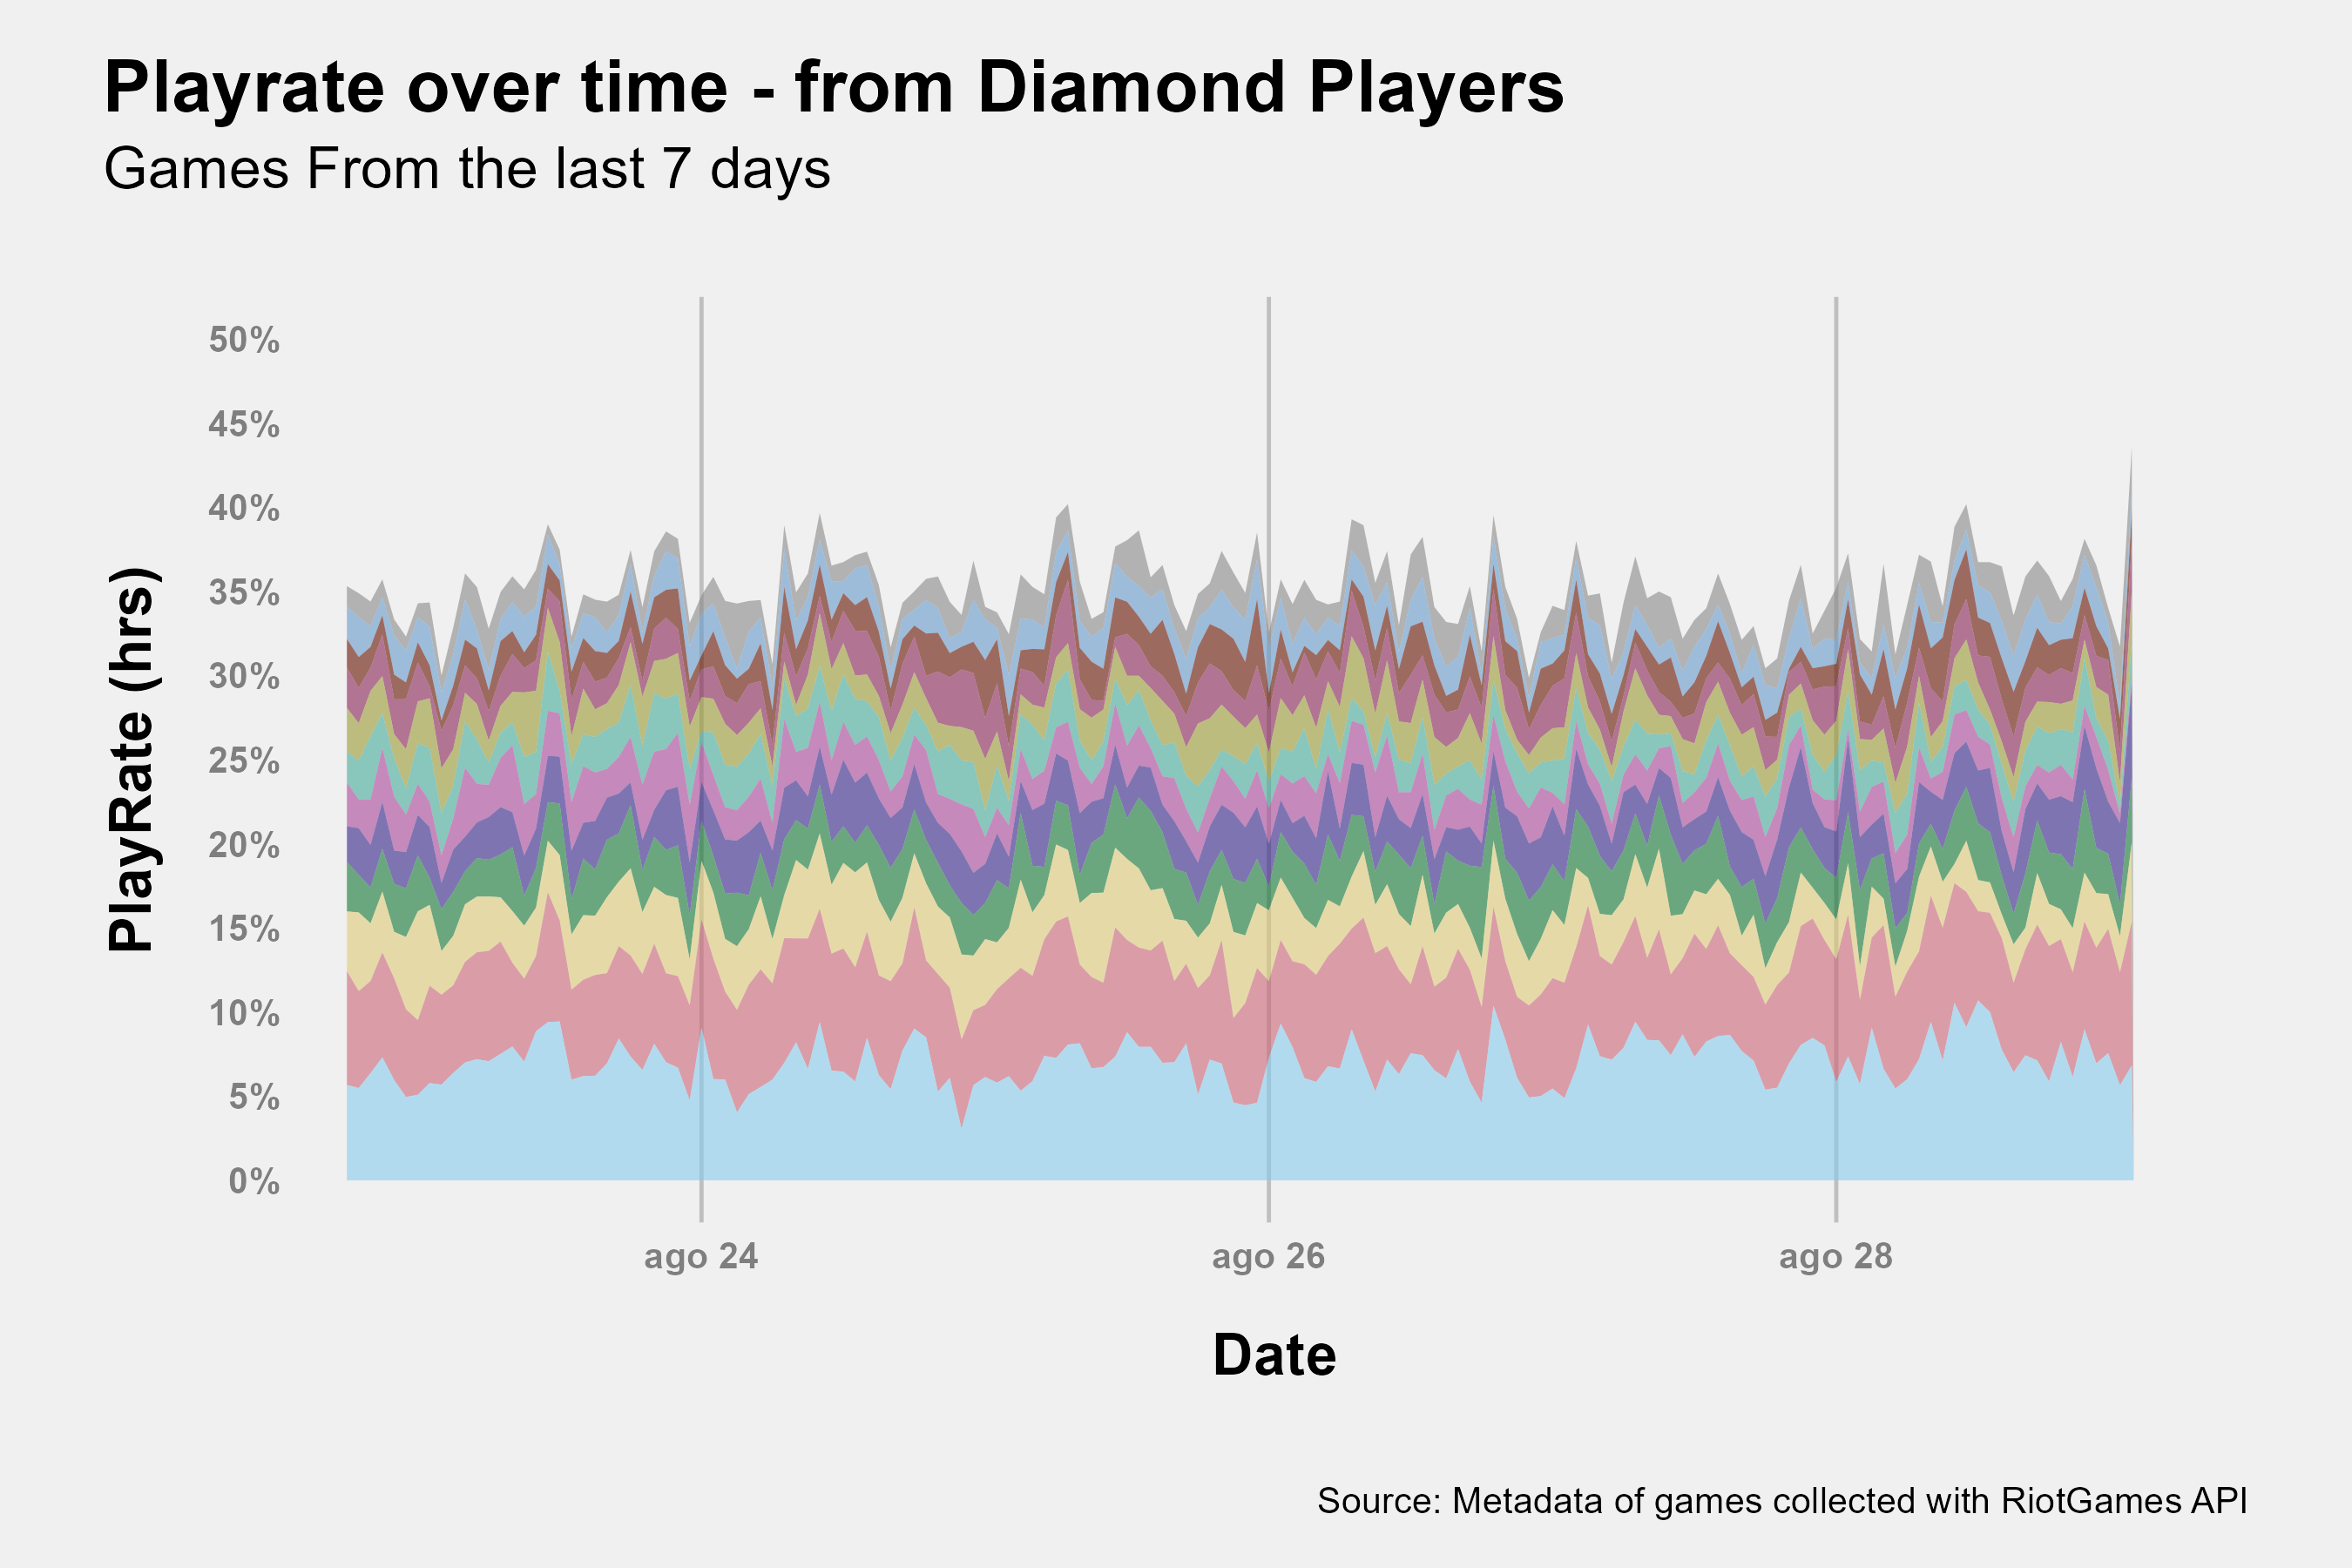 Playrate over time - from Diamond Players
Games From the last 7 days
PlayRate (hrs)
50%
45%
40%
35%
30%
25%
20%
15%
10%
5%
0%
ago 24
ago 26
ago 28
Date
Source: Metadata of games collected with RiotGames API